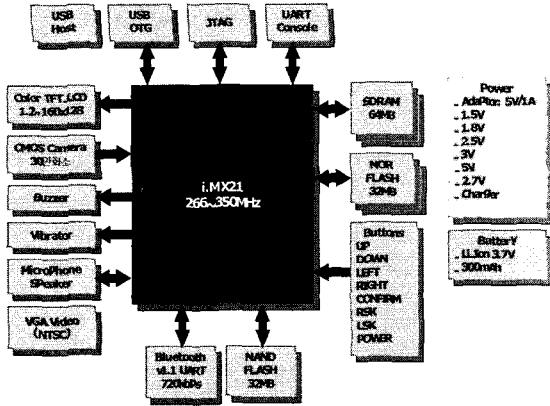 USB
Host
USB
OTG
JTAG
UART
Console
Color TFT LCD
1.2~160x128
CMOS Camera
30만화소
Buzzer
Vibrator
MicroPhone
SPeaker
VGA Video
(NTSC)
i.MX21
266~350MHz
SDRAM
64MB
NOR
FLASH
32MB
Buttons
UP
DOWN
LEFT
RIGHT
CONFIRM
RSK
LSK
POWER
Bluetooth
v1.1 UART
720kbPs
NAND
FLASH
32MB
Power
- AdaPtor: 5V/1A
- 1.5V
- 1.8V
- 2.5V
- 3V
- 5V
- 2.7V
- Charger
BatterY
- Li.Ion 3.7V
- 300mAh